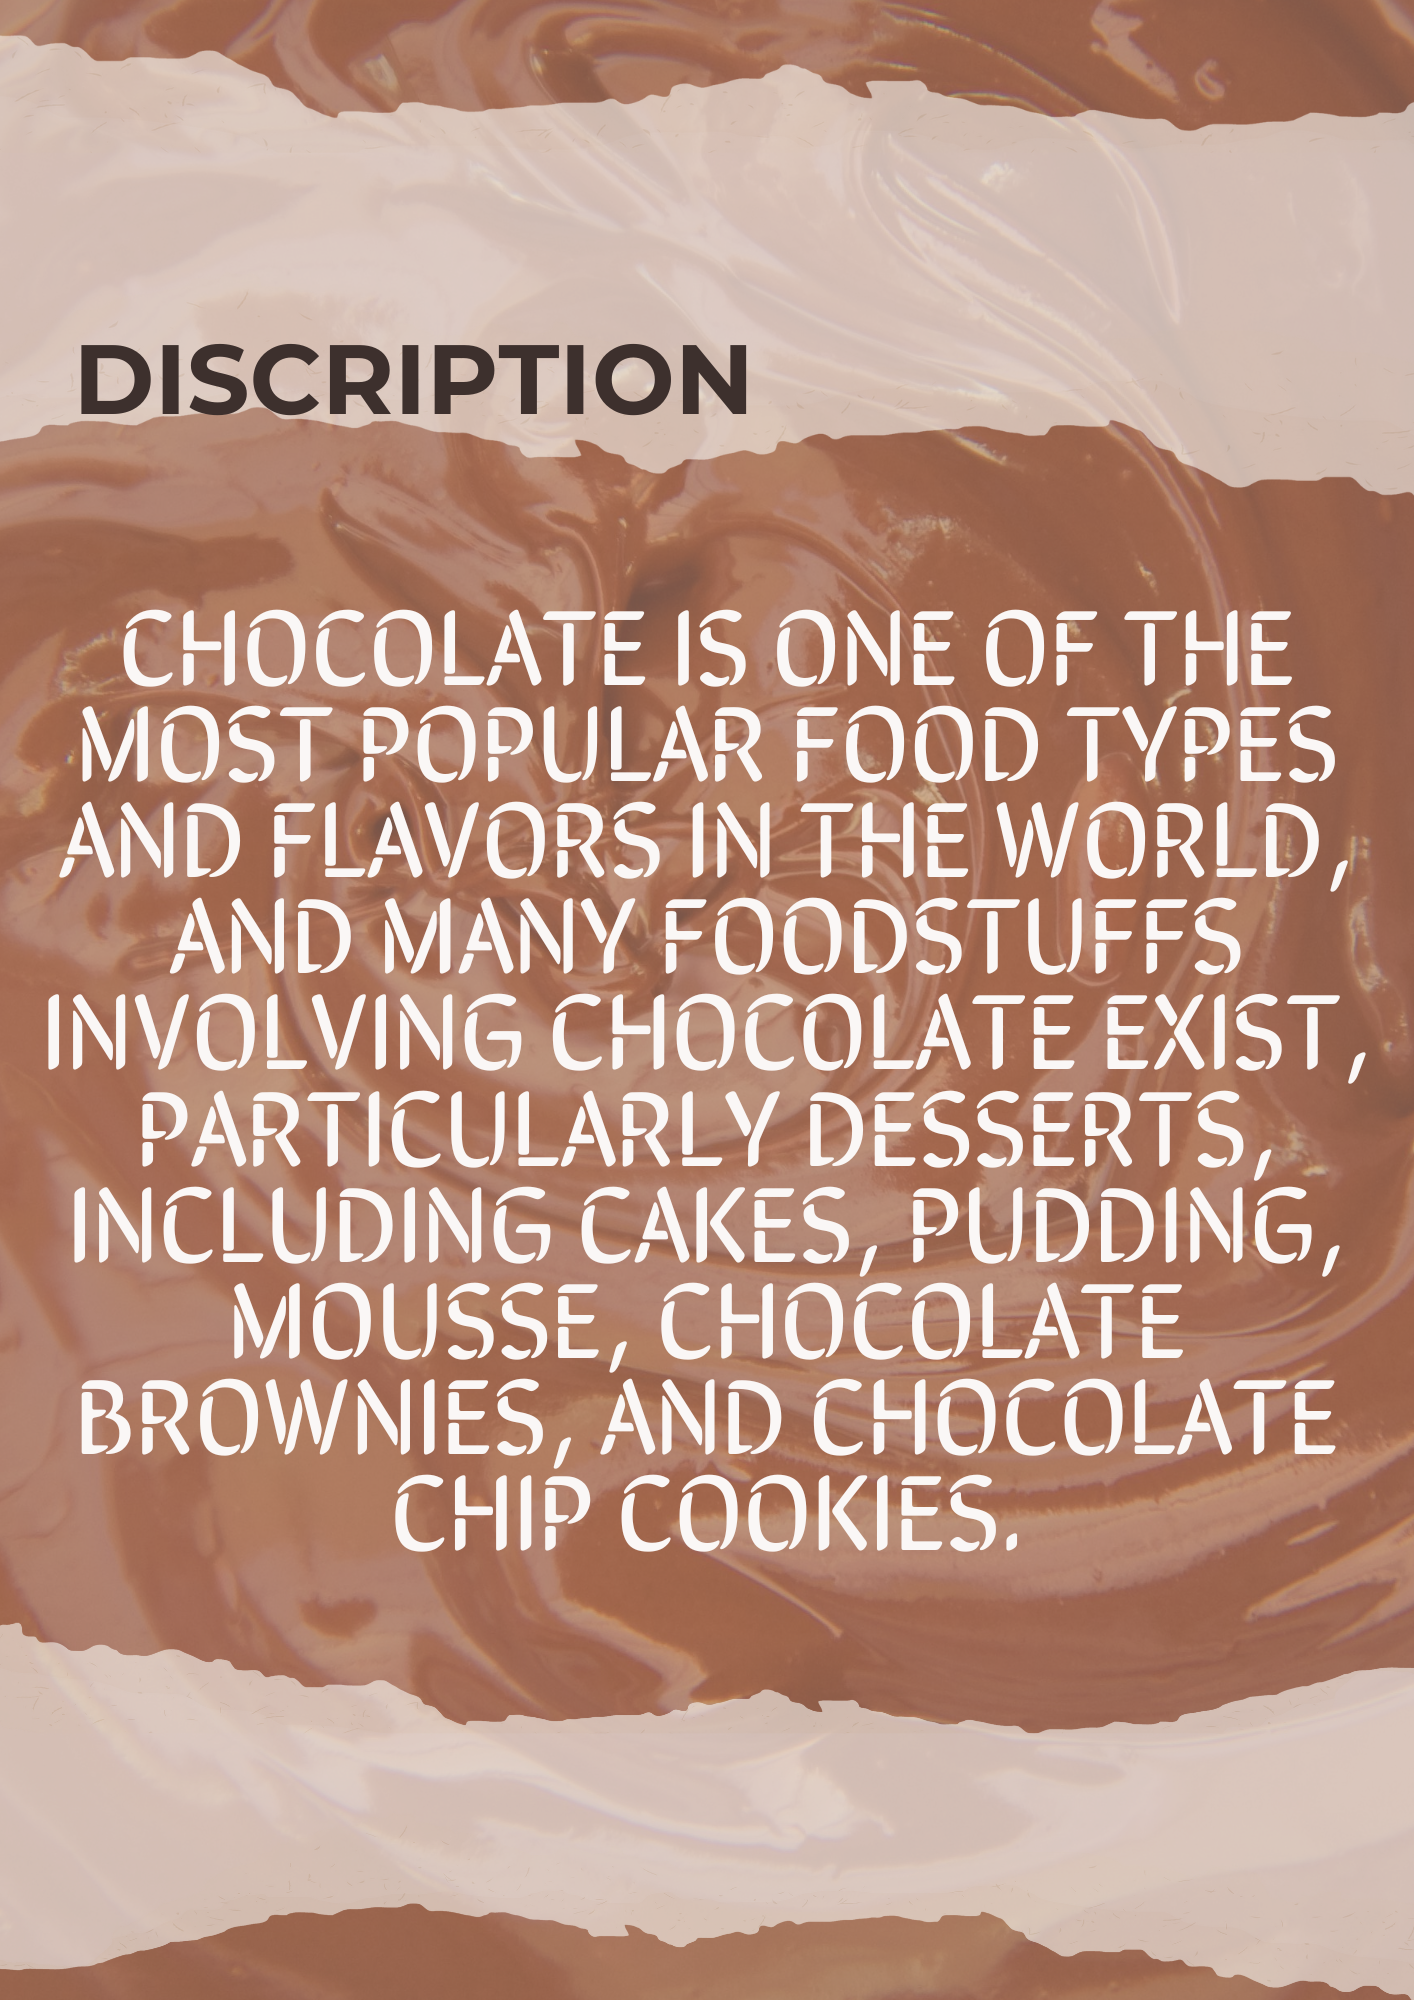 DISCRIPTION
CHOCOLATE IS ONE OF THE
MOST POPULAR FOOD TYPES
AND FLAVORS IN THE WORLD,
AND MANY FOODSTUFFS
INVOLVING CHOCOLATE EXIST,
PARTICULARLY DESSERTS,
INCLUDING CAKES, PUDDING,
MOUSSE, CHOCOLATE
BROWNIES, AND CHOCOLATE
CHIP COOKIES.